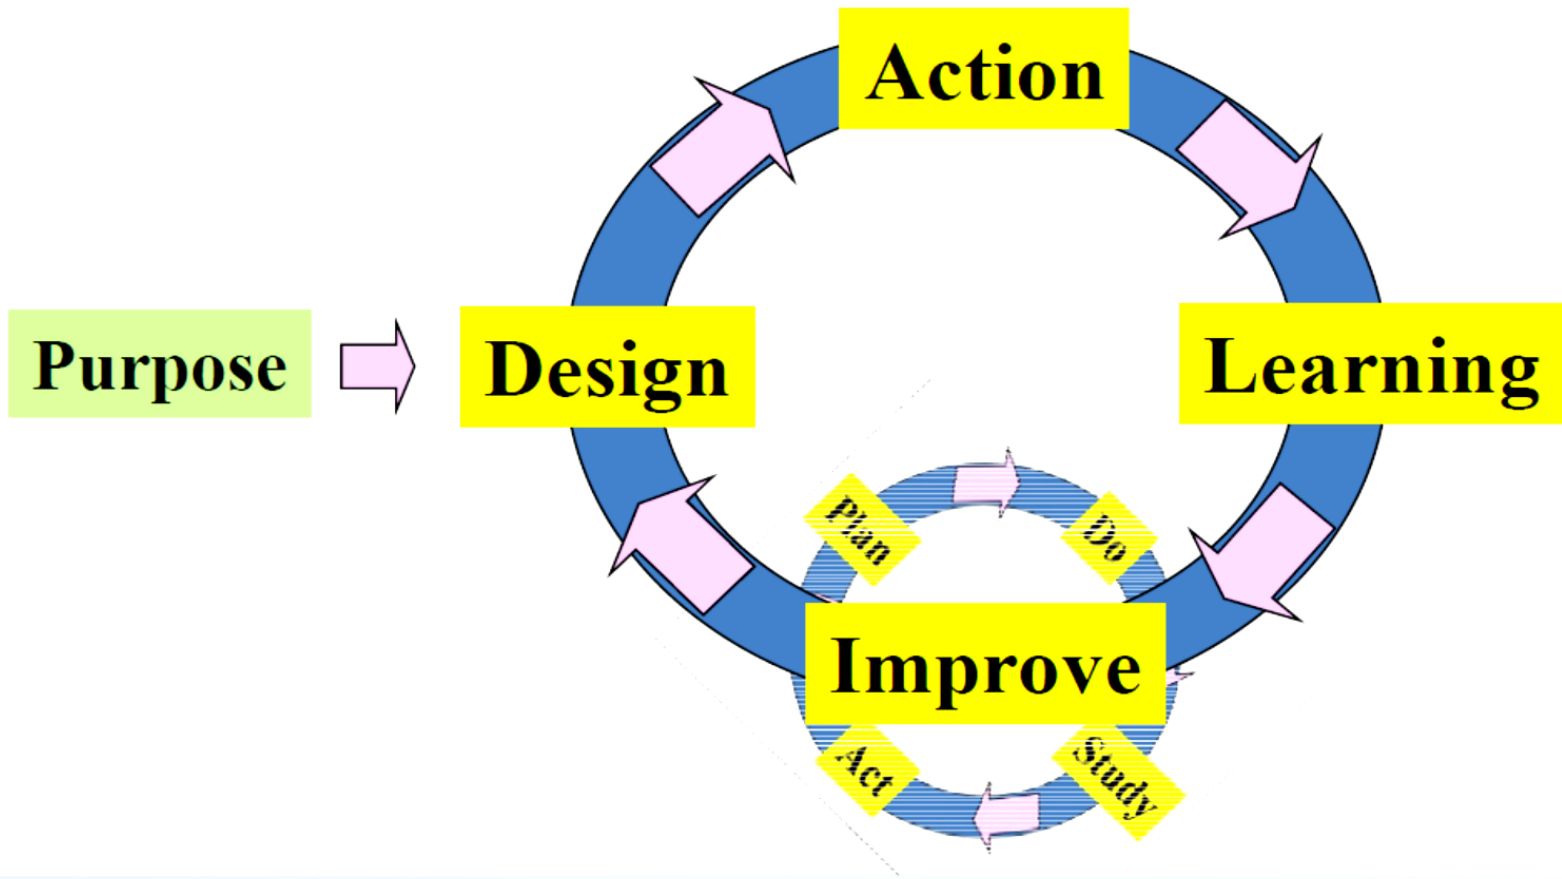 Action
Purpose
Design
Learning
Plan
Do
Improve
Act
Study